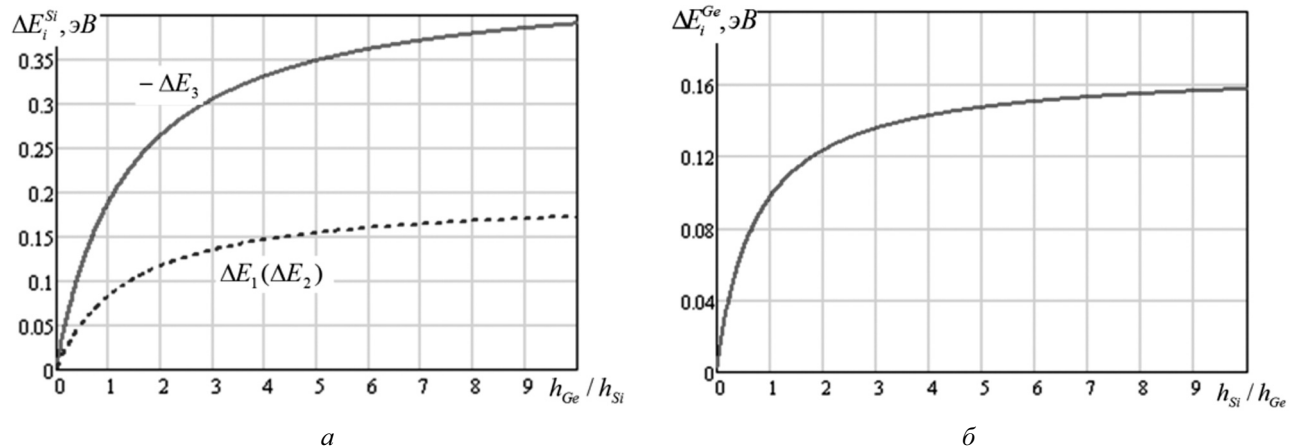 ΔE_i^{Si}, эВ
0.35
0.3
0.25
0.2
0.15
0.1
0.05
0
− ΔE₃
ΔE₁(ΔE₂)
0 1 2 3 4 5 6 7 8 9
h_{Ge} / h_{Si}
а
ΔE_i^{Ge}, эВ
0.16
0.12
0.08
0.04
0
0 1 2 3 4 5 6 7 8 9
h_{Si} / h_{Ge}
б